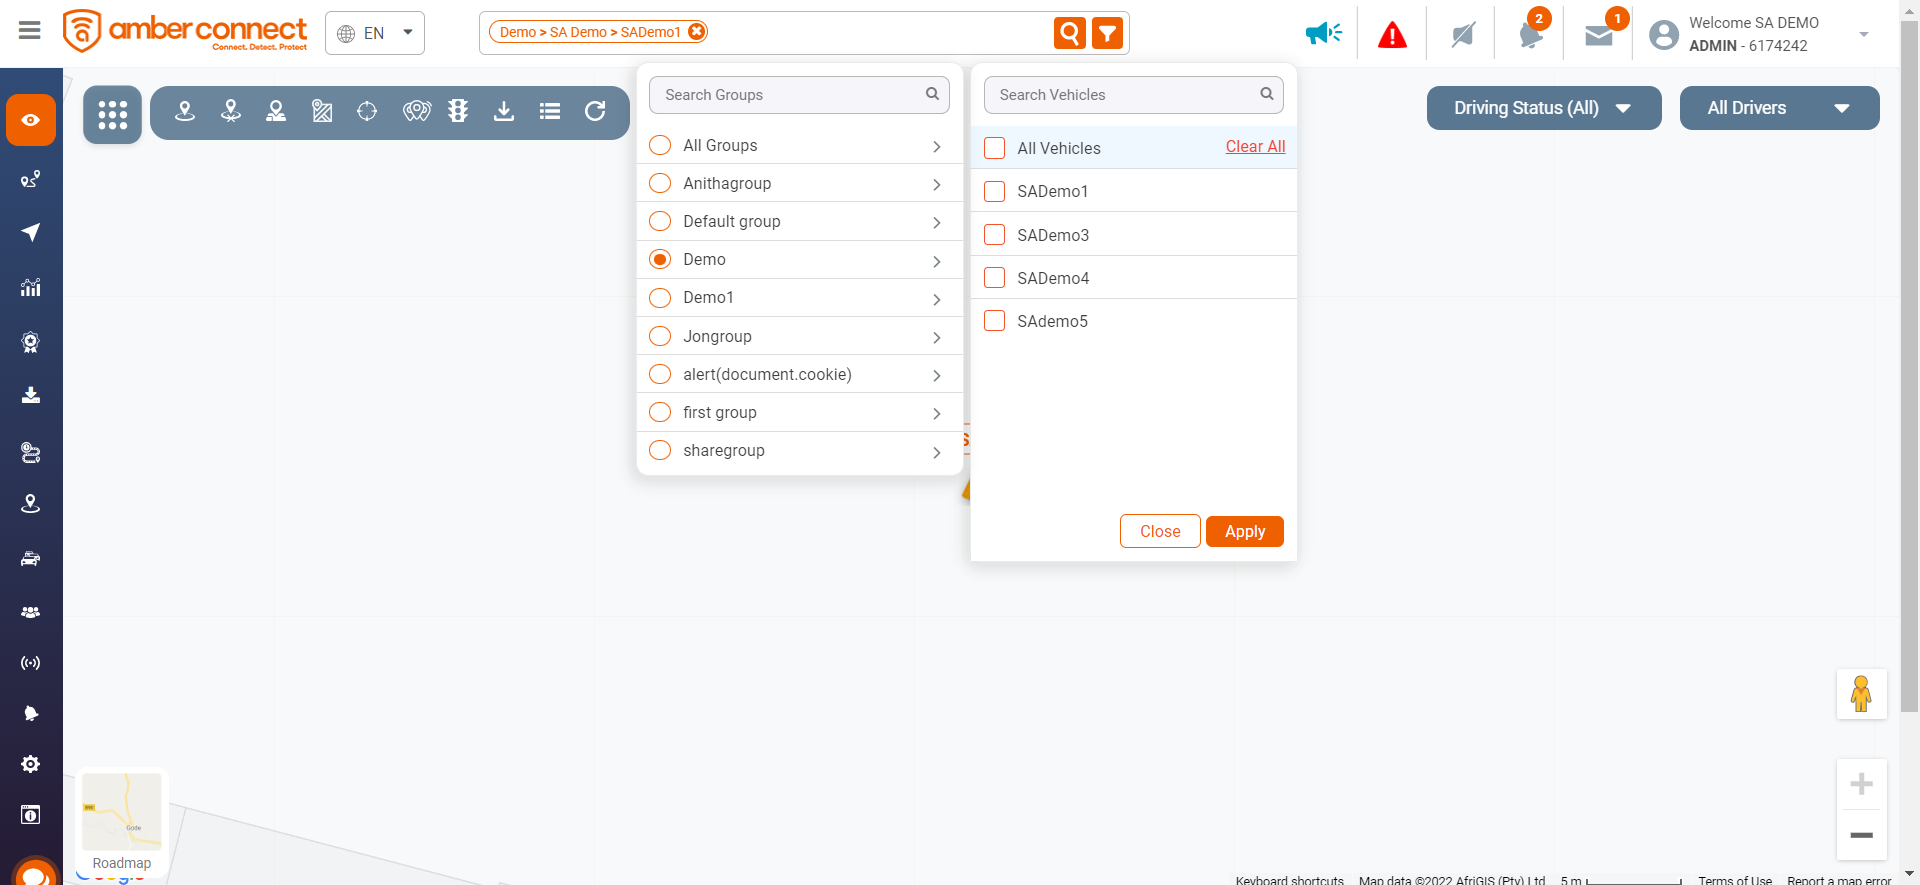 amber connect
Connect. Detect. Protect
EN
Demo > SA Demo > SADemo1
2
1
Welcome SA DEMO
ADMIN - 6174242
Search Groups
All Groups
Anithagroup
Default group
Demo
Demo1
Jongroup
alert(document.cookie)
first group
sharegroup
Search Vehicles
All Vehicles
Clear All
SADemo1
SADemo3
SADemo4
SAdemo5
Close
Apply
Driving Status (All)
All Drivers
Gode
Roadmap
Google
Keyboard shortcuts
Map data ©2022 AfriGIS (Pty) Ltd
5 m
Terms of Use
Report a map error